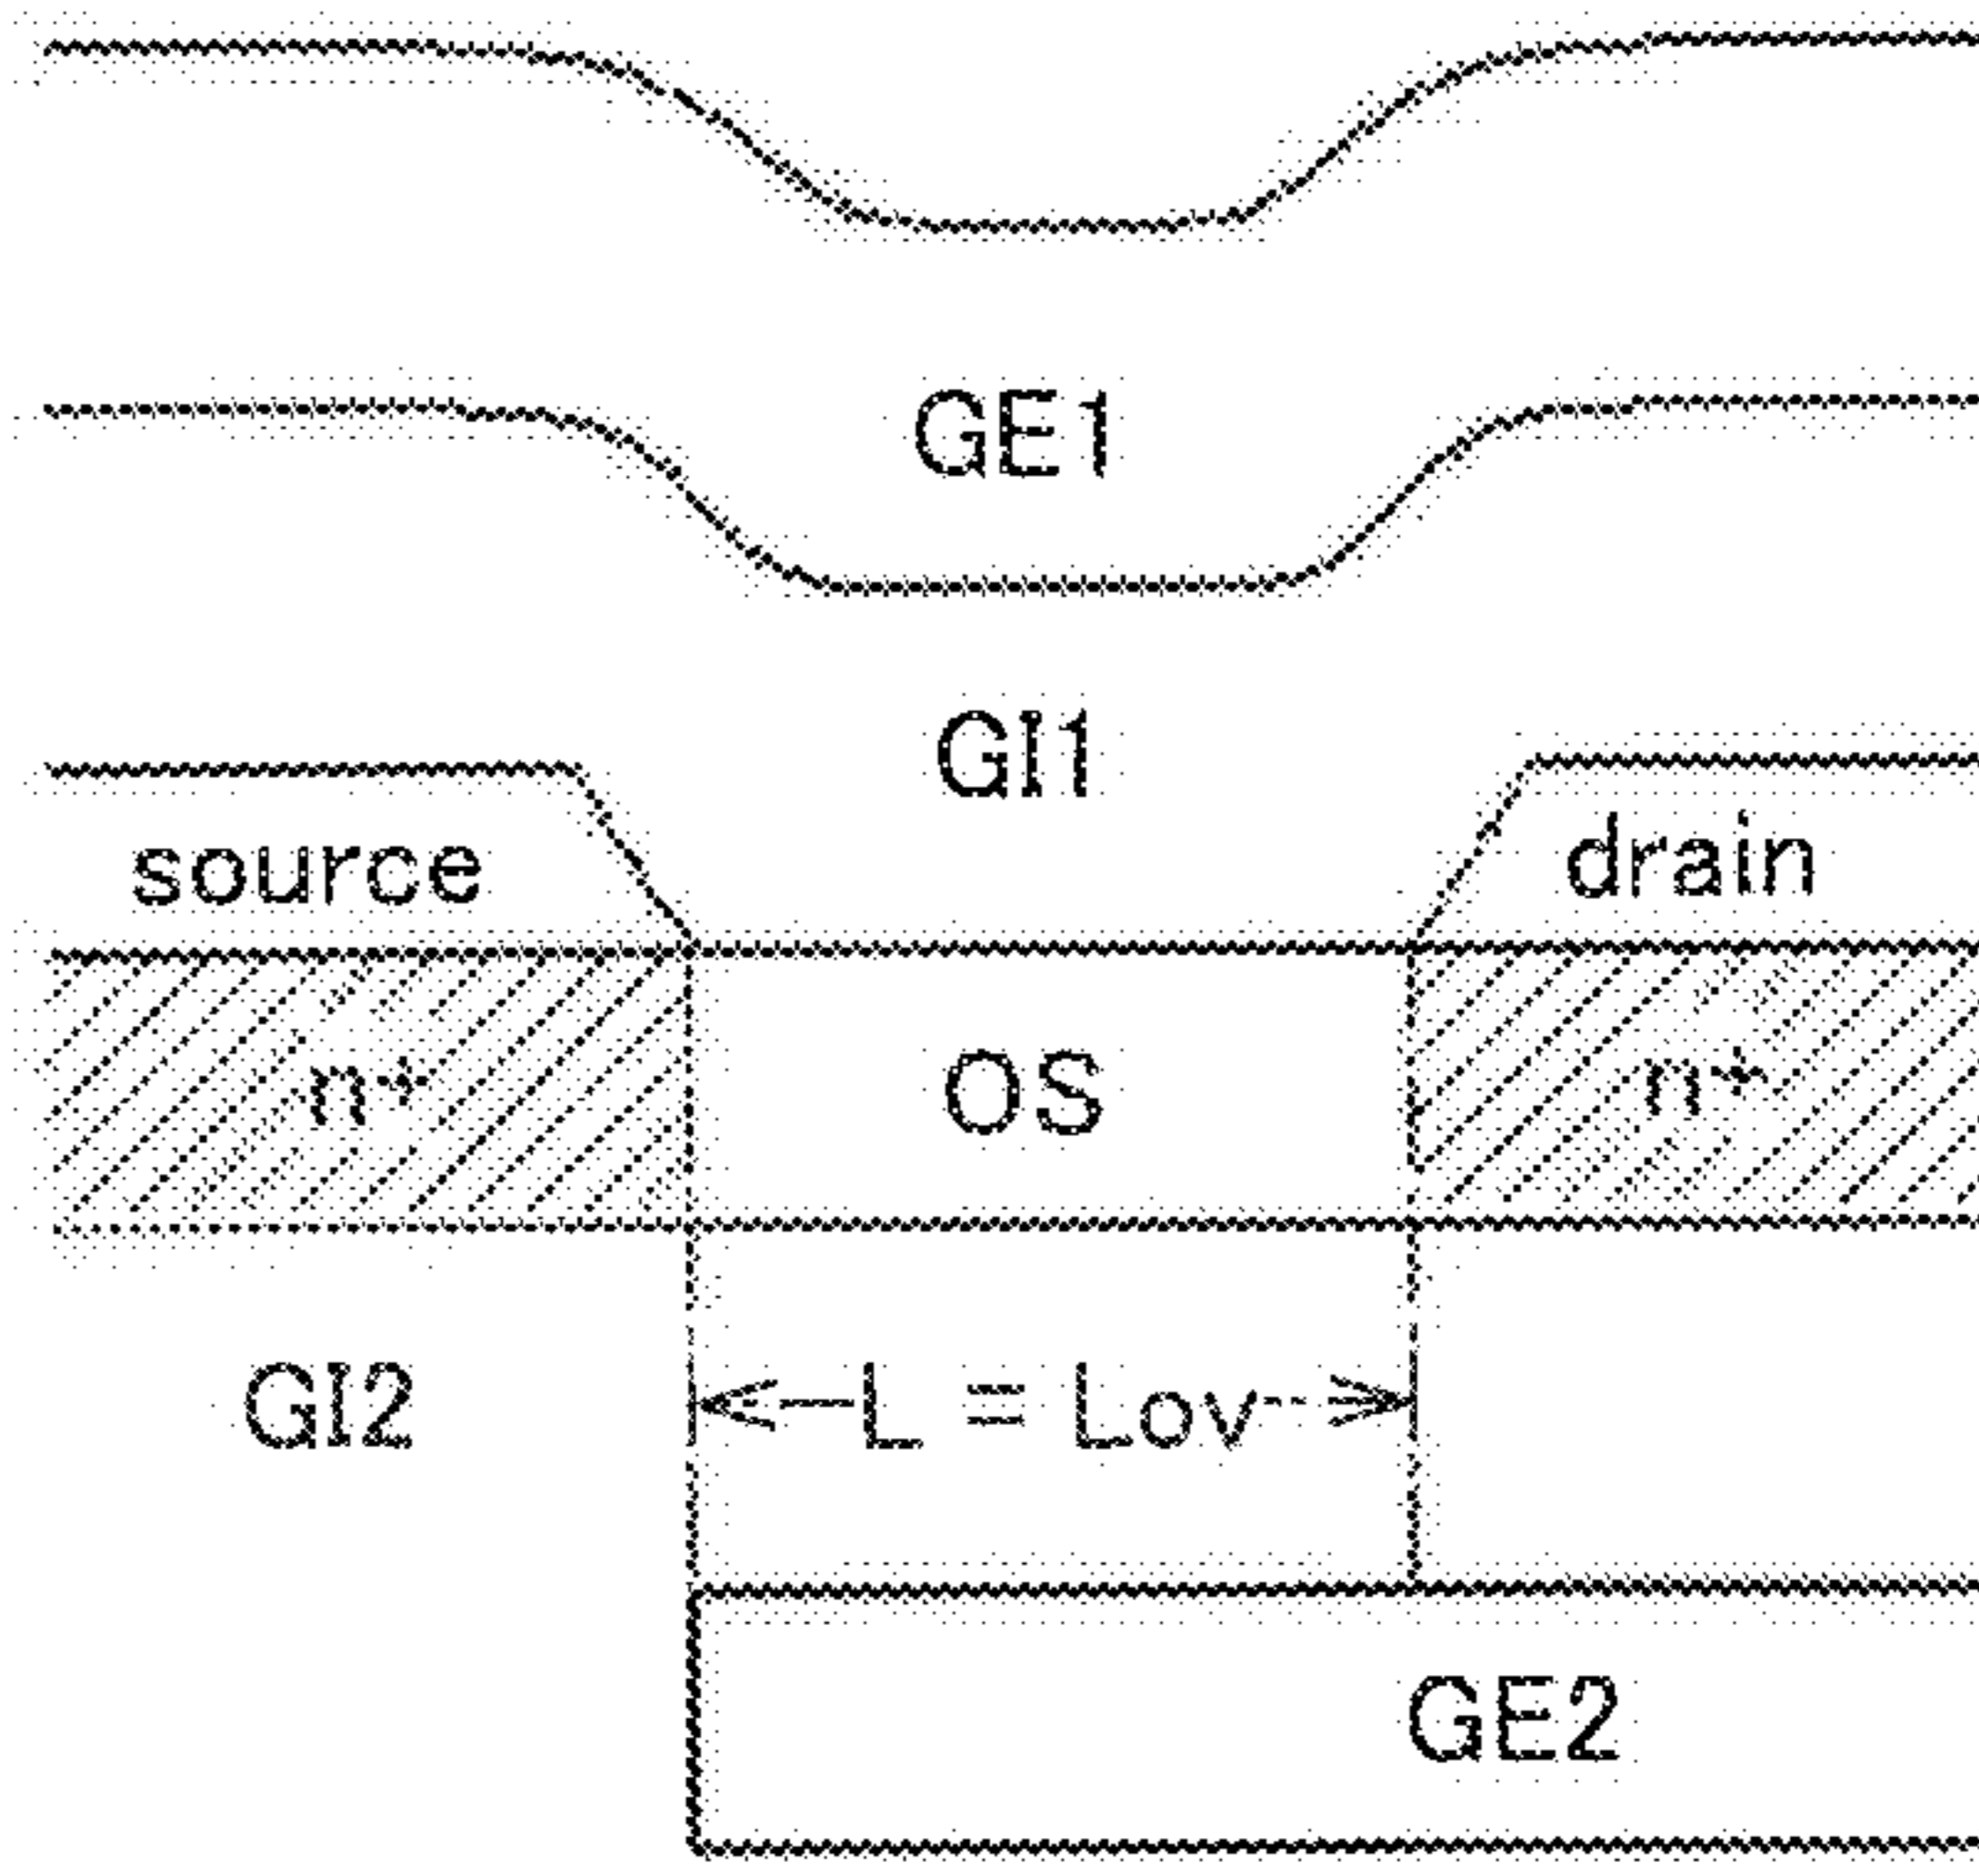 GE1
GI1
source
drain
n+
OS
n+
GI2
L = Lov
GE2